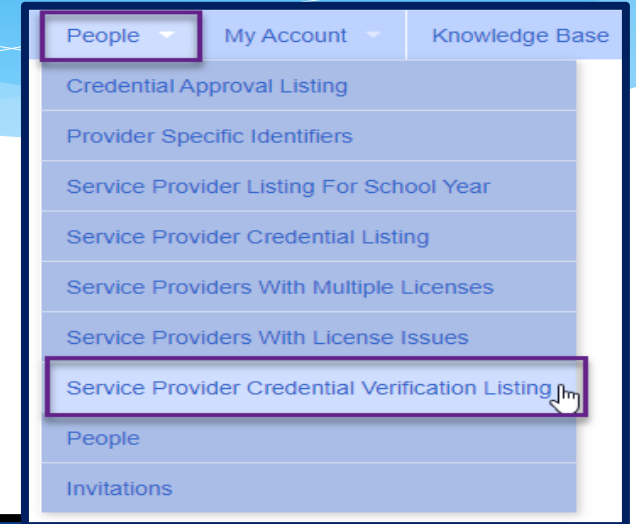 People My Account Knowledge Base
Credential Approval Listing
Provider Specific Identifiers
Service Provider Listing For School Year
Service Provider Credential Listing
Service Providers With Multiple Licenses
Service Providers With License Issues
Service Provider Credential Verification Listing
People
Invitations